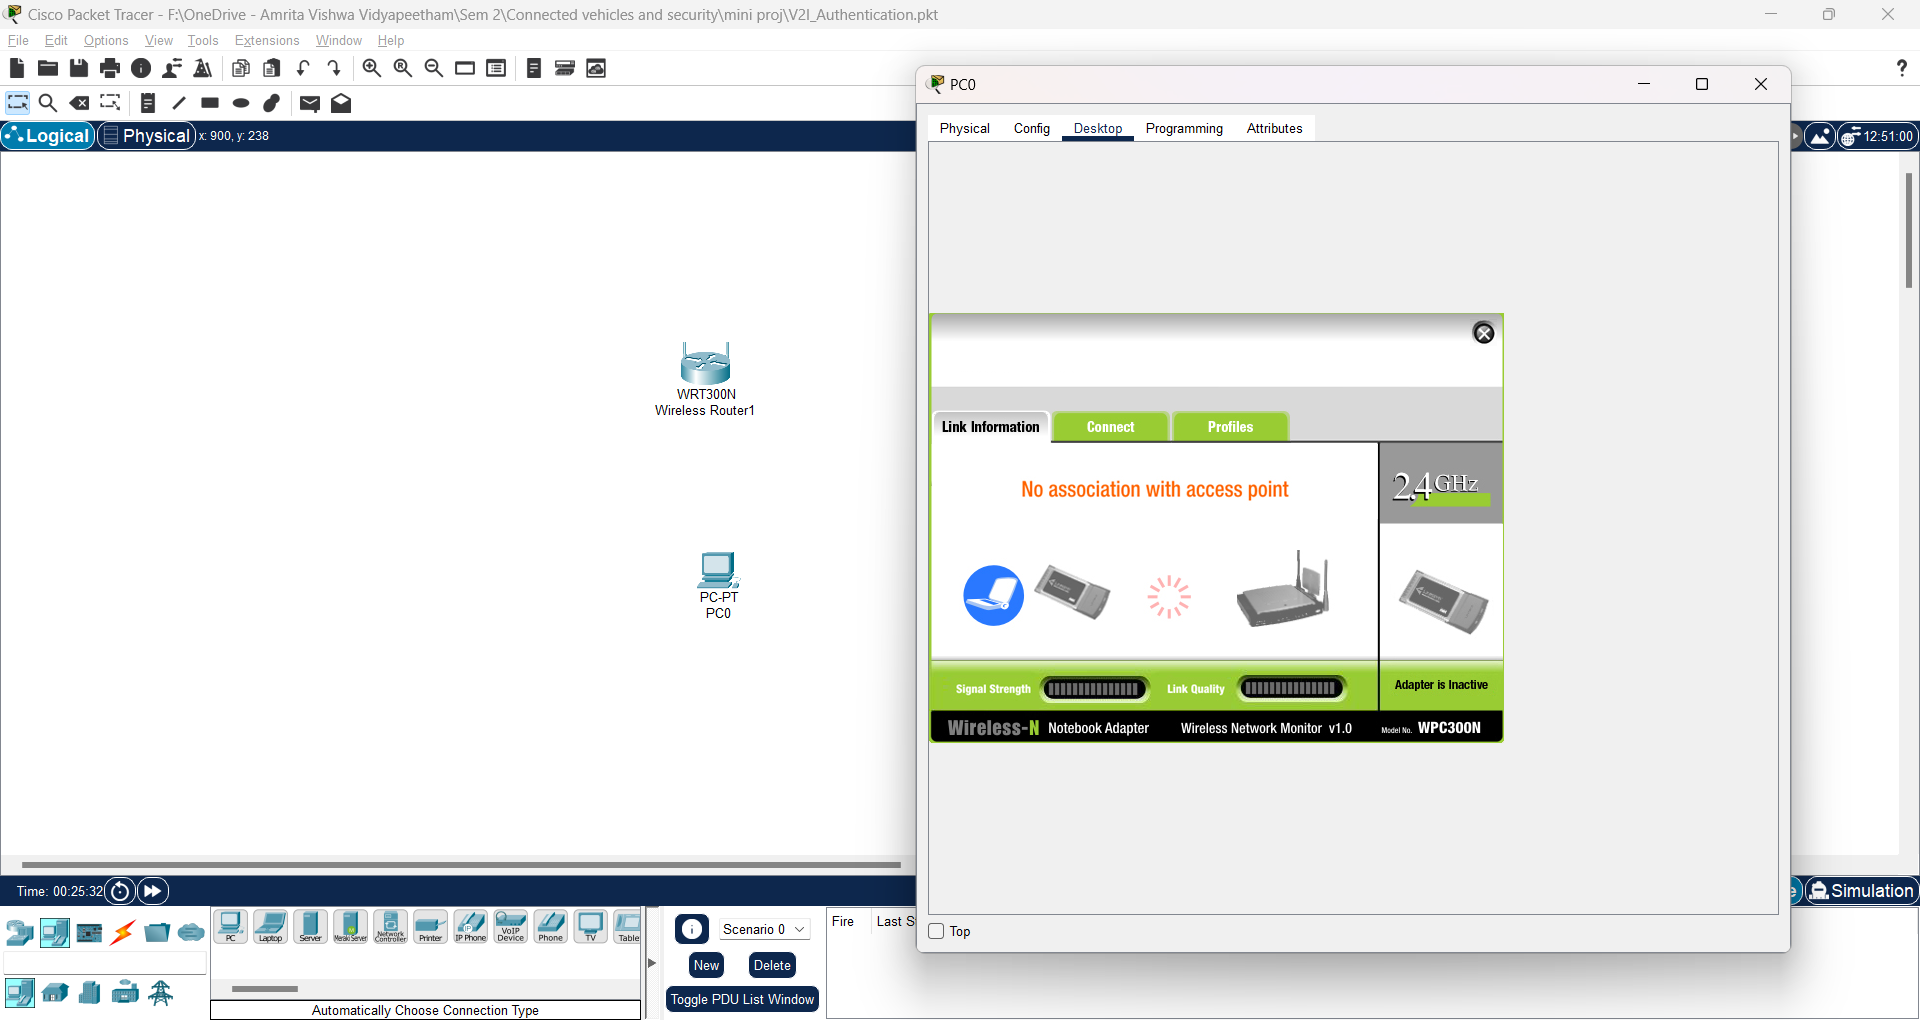 Cisco Packet Tracer - F:\OneDrive - Amrita Vishwa Vidyapeetham\Sem 2\Connected vehicles and security\mini proj\V2I_Authentication.pkt
File Edit Options View Tools Extensions Window Help
?
Logical Physical x: 900, y: 238
12:51:00
WRT300N
Wireless Router1
PC-PT
PC0
PC0
Physical Config Desktop Programming Attributes
Link Information Connect Profiles
No association with access point
2.4GHz
Signal Strength Link Quality Adapter is Inactive
Wireless-N Notebook Adapter Wireless Network Monitor v1.0 Model No. WPC300N
Top
Time: 00:25:32
e Simulation
PC Laptop Server MerakiServer Network Controller Printer IP Phone VoIP Device Phone TV Table
Scenario 0
Fire Last S
New Delete
Toggle PDU List Window
Automatically Choose Connection Type